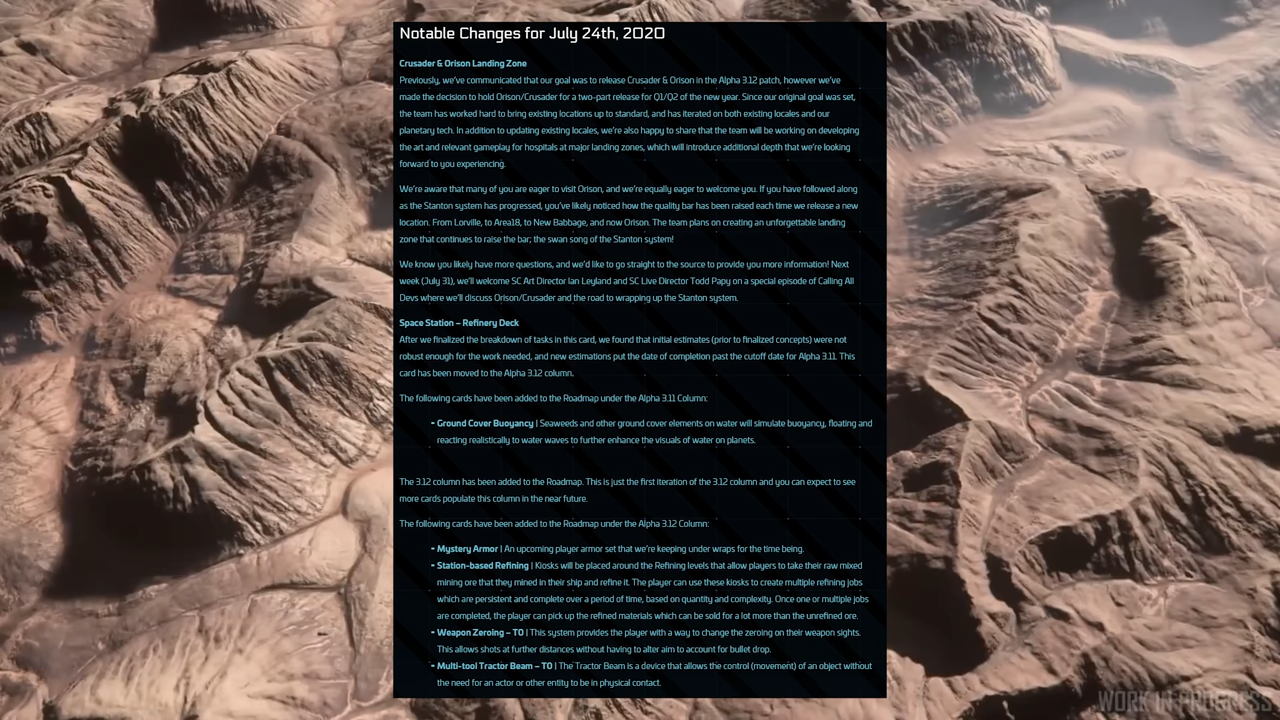 Notable Changes for July 24th, 2020
Crusader & Orison Landing Zone
Previously, we've communicated that our goal was to release Crusader & Orison in the Alpha 3.12 patch, however we've
made the decision to hold Orison/Crusader for a two-part release for Q1/Q2 of the new year. Since our original goal was set,
the team has worked hard to bring existing locations up to standard, and has iterated on both existing locales and our
planetary tech. In addition to updating existing locales, we're also happy to share that the team will be working on developing
the art and relevant gameplay for hospitals at major landing zones, which will introduce additional depth that we're looking
forward to you experiencing.
We're aware that many of you are eager to visit Orison, and we're equally eager to welcome you. If you have followed along
as the Stanton system has progressed, you've likely noticed how the quality bar has been raised each time we release a new
location. From Lorville, to Area18, to New Babbage, and now Orison. The team plans on creating an unforgettable landing
zone that continues to raise the bar; the swan song of the Stanton system!
We know you likely have more questions, and we'd like to go straight to the source to provide you more information! Next
week (July 31), we'll welcome SC Art Director Ian Leyland and SC Live Director Todd Papy on a special episode of Calling All
Devs where we'll discuss Orison/Crusader and the road to wrapping up the Stanton system.
Space Station – Refinery Deck
After we finalized the breakdown of tasks in this card, we found that initial estimates (prior to finalized concepts) were not
robust enough for the work needed, and new estimations put the date of completion past the cutoff date for Alpha 3.11. This
card has been moved to the Alpha 3.12 column.
The following cards have been added to the Roadmap under the Alpha 3.11 Column:
- Ground Cover Buoyancy | Seaweeds and other ground cover elements on water will simulate buoyancy, floating and
reacting realistically to water waves to further enhance the visuals of water on planets.
The 3.12 column has been added to the Roadmap. This is just the first iteration of the 3.12 column and you can expect to see
more cards populate this column in the near future.
The following cards have been added to the Roadmap under the Alpha 3.12 Column:
- Mystery Armor | An upcoming player armor set that we're keeping under wraps for the time being.
- Station-based Refining | Kiosks will be placed around the Refining levels that allow players to take their raw mixed
mining ore that they mined in their ship and refine it. The player can use these kiosks to create multiple refining jobs
which are persistent and complete over a period of time, based on quantity and complexity. Once one or multiple jobs
are completed, the player can pick up the refined materials which can be sold for a lot more than the unrefined ore.
- Weapon Zeroing – T0 | This system provides the player with a way to change the zeroing on their weapon sights.
This allows shots at further distances without having to alter aim to account for bullet drop.
- Multi-tool Tractor Beam – T0 | The Tractor Beam is a device that allows the control (movement) of an object without
the need for an actor or other entity to be in physical contact.
WORK IN PROGRESS